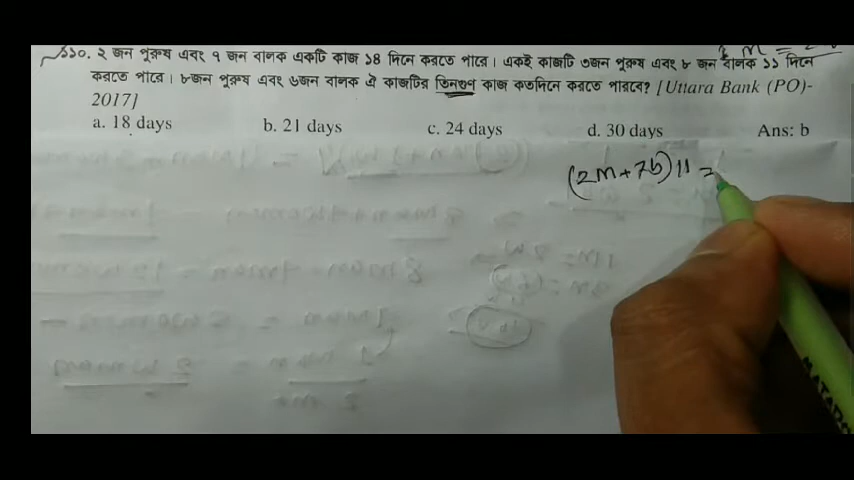 ১১০. ২ জন পুরুষ এবং ৭ জন বালক একটি কাজ ১৪ দিনে করতে পারে। একই কাজটি ৩জন পুরুষ এবং ৮ জন বালক ১১ দিনে
করতে পারে। ৮জন পুরুষ এবং ৬জন বালক ঐ কাজটির তিনগুণ কাজ কতদিনে করতে পারবে? [Uttara Bank (PO)-
2017]
a. 18 days b. 21 days c. 24 days d. 30 days Ans: b
(2m+7b)11 =